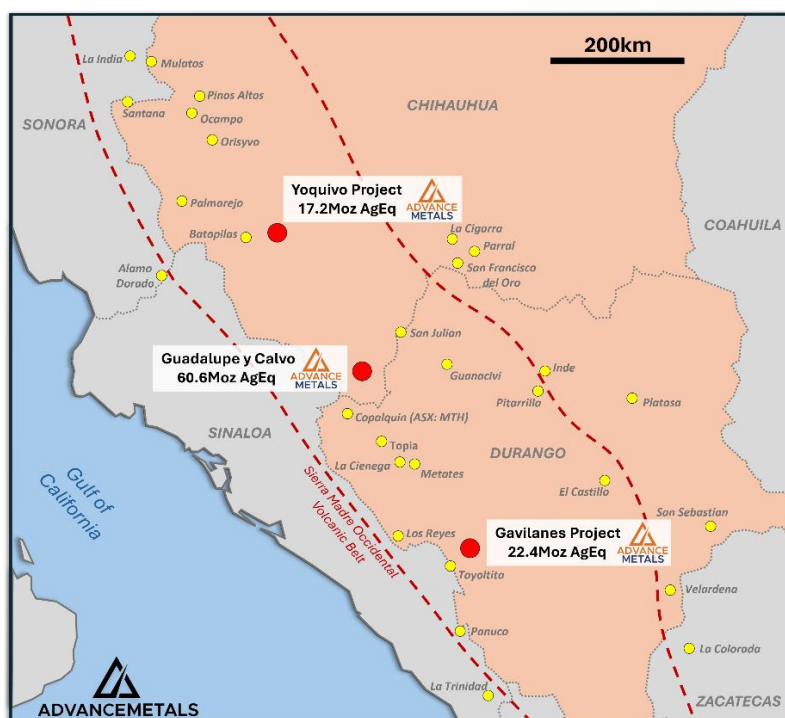 200km
La India
Mulatos
CHIHAUHUA
Pinos Altos
Santana
Ocampo
SONORA
Orisyvo
Yoquivo Project
17.2Moz AgEq
ADVANCE
METALS
Palmorejo
COAHUILA
La Cigarra
Batopilas
Parral
San Francisco
del Oro
Alamo
Dorado
San Julian
Guadalupe y Calvo
60.6Moz AgEq
ADVANCE
METALS
Guanacivi
Inde
Pitarrilla
Platosa
Copalquin (ASX: MTH)
SINALOA
Topia
DURANGO
La Cienega
Metates
Gulf of
California
El Castillo
Sierra Madre Occidental
Volcanic Belt
San Sebastian
Los Reyes
Gavilanes Project
22.4Moz AgEq
ADVANCE
METALS
Tayoltita
Velardena
Panuco
La Colorada
La Trinidad
ADVANCEMETALS
ZACATECAS